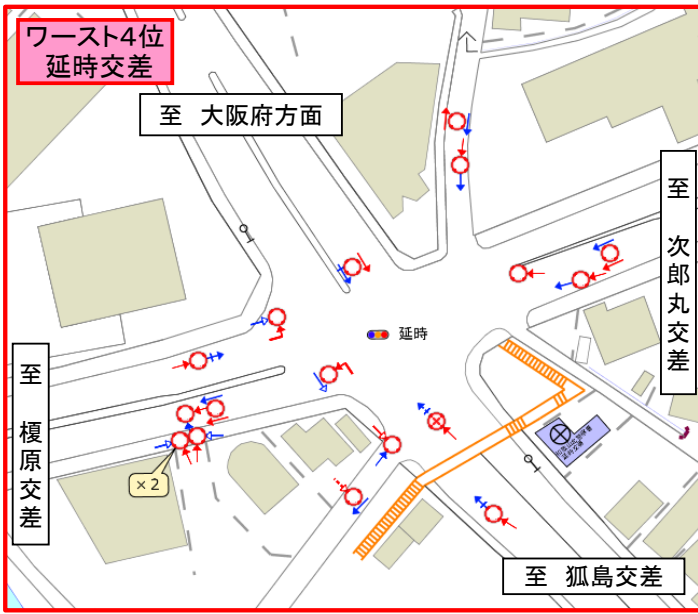 ワースト4位
延時交差
至 大阪府方面
至 次郎丸交差
延時
至 榎原交差
×2
至 狐島交差